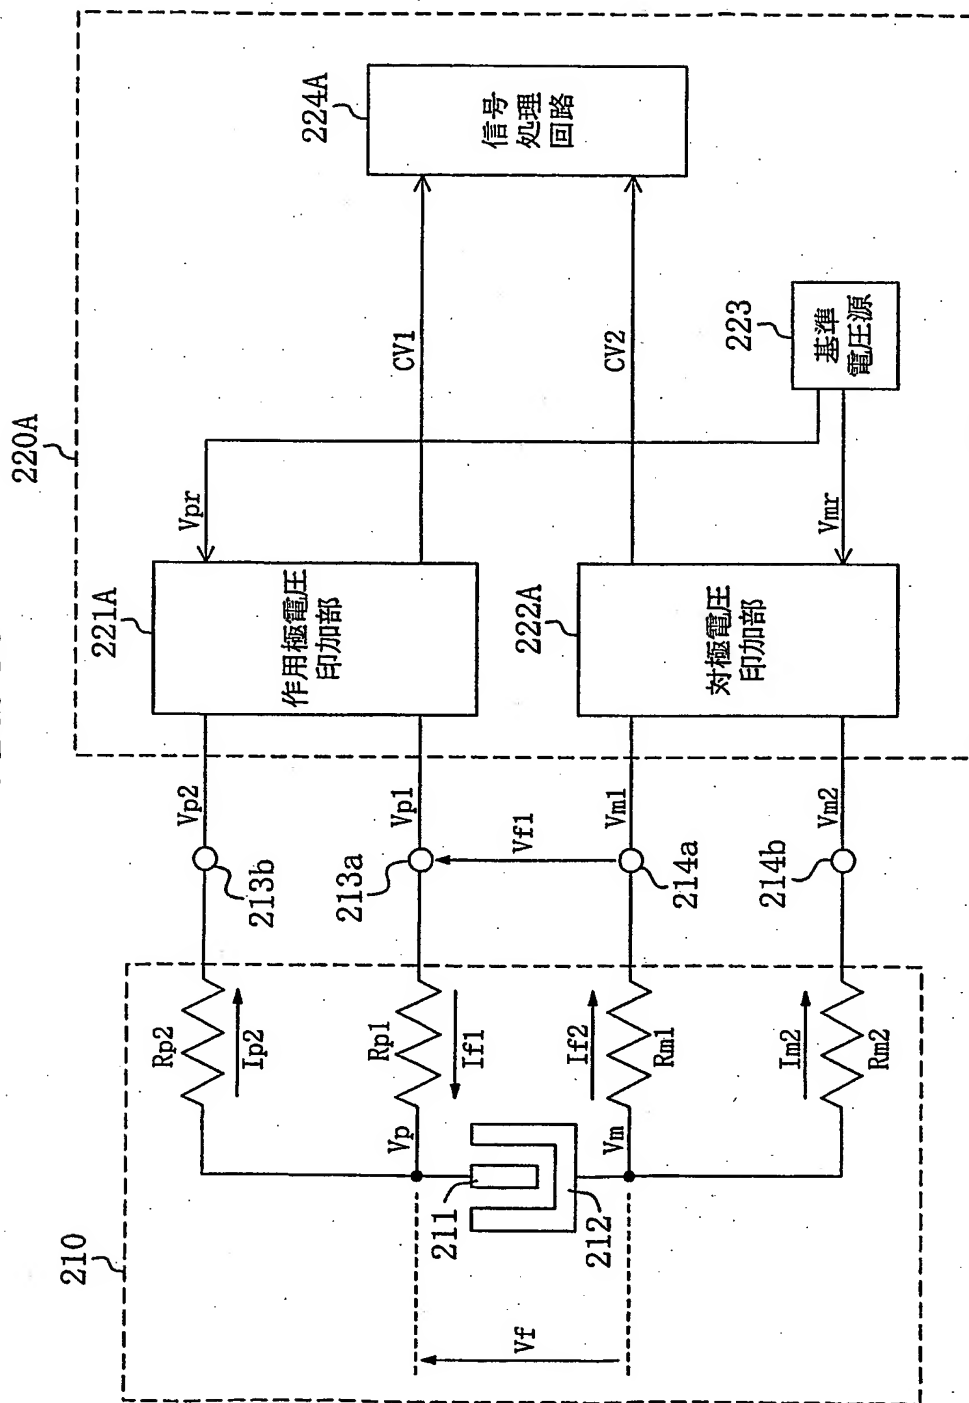 220A
224A
信号
処理
回路
CV1
CV2
223
基準
電圧源
Vpr
Vmr
221A
作用極電圧
印加部
222A
対極電圧
印加部
Vp2
Vp1
Vm1
Vm2
213b
213a
Vf1
214a
214b
210
Rp2
Ip2
Rp1
If1
If2
Rm1
Im2
Rm2
Vp
Vm
211
212
Vf